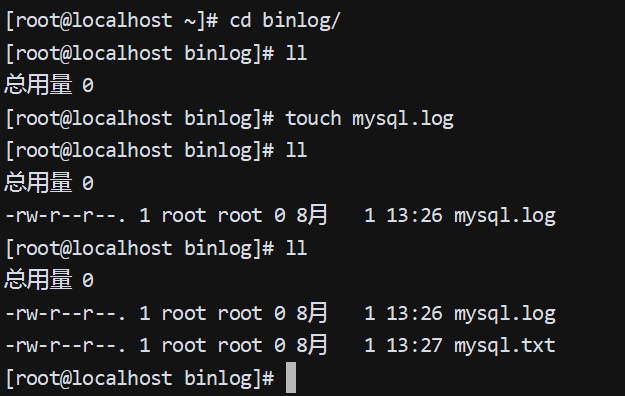 [root@localhost ~]# cd binlog/
[root@localhost binlog]# ll
总用量 0
[root@localhost binlog]# touch mysql.log
[root@localhost binlog]# ll
总用量 0
-rw-r--r--. 1 root root 0 8月   1 13:26 mysql.log
[root@localhost binlog]# ll
总用量 0
-rw-r--r--. 1 root root 0 8月   1 13:26 mysql.log
-rw-r--r--. 1 root root 0 8月   1 13:27 mysql.txt
[root@localhost binlog]#